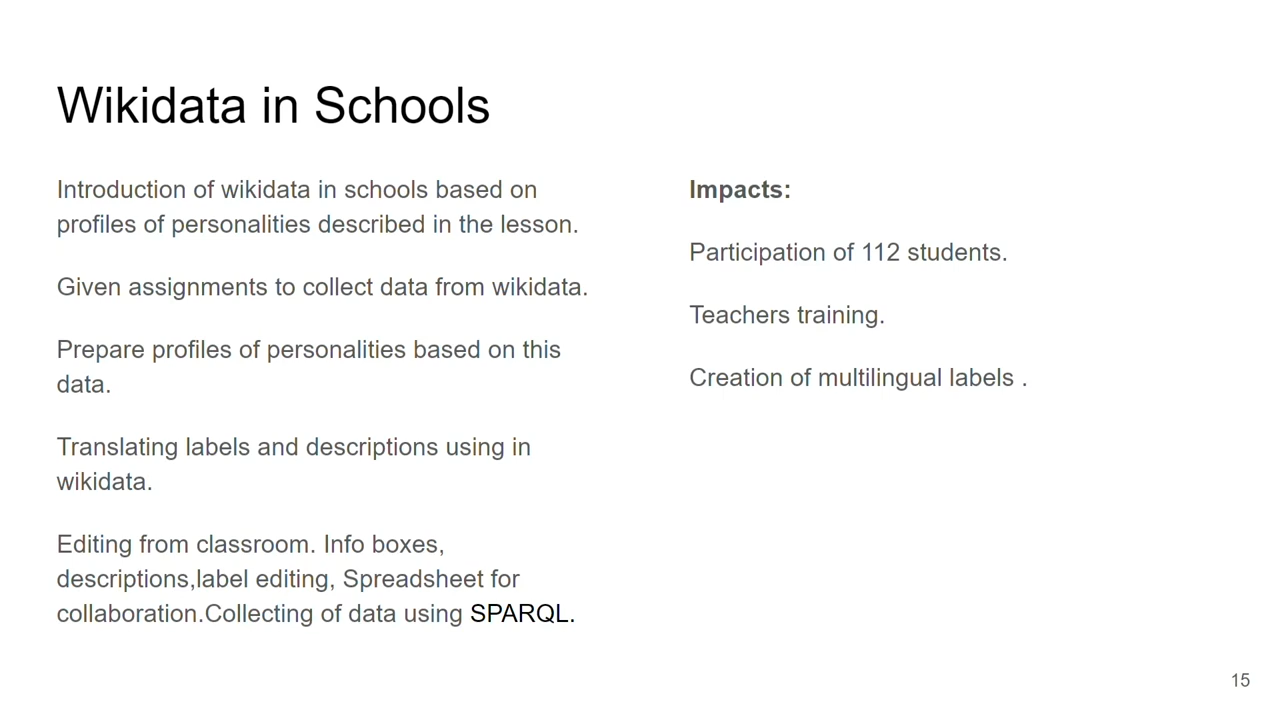 Wikidata in Schools
Introduction of wikidata in schools based on
profiles of personalities described in the lesson.
Given assignments to collect data from wikidata.
Prepare profiles of personalities based on this
data.
Translating labels and descriptions using in
wikidata.
Editing from classroom. Info boxes,
descriptions,label editing, Spreadsheet for
collaboration.Collecting of data using SPARQL.
Impacts:
Participation of 112 students.
Teachers training.
Creation of multilingual labels .
15